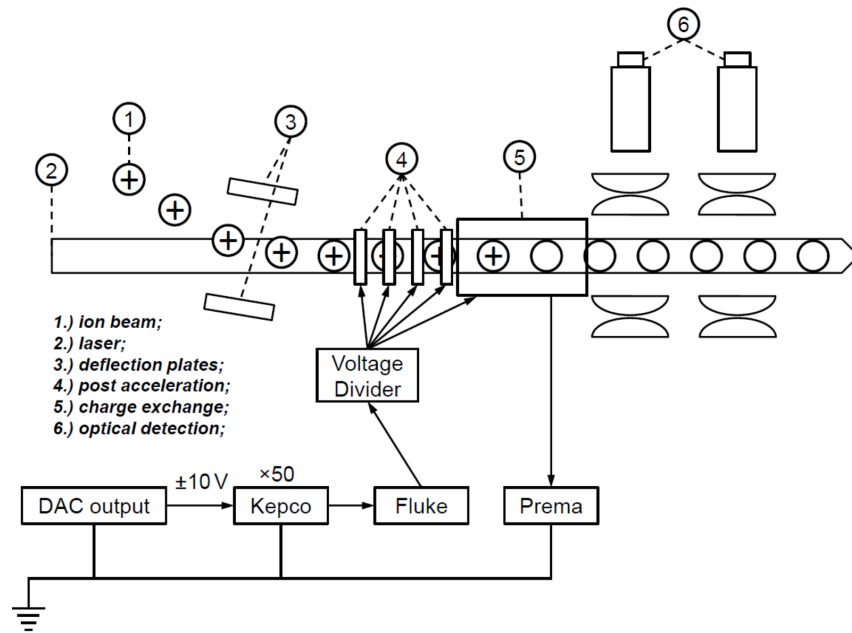 6
1
3
2
4
5
1.) ion beam;
2.) laser;
3.) deflection plates;
4.) post acceleration;
5.) charge exchange;
6.) optical detection;
Voltage
Divider
±10 V
×50
DAC output
Kepco
Fluke
Prema